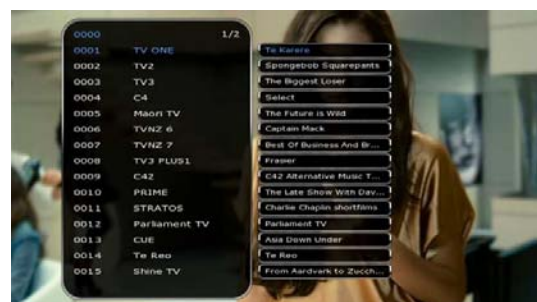 0000 1/2
0001 TV ONE Te Karere
0002 TV2 Spongebob Squarepants
0003 TV3 The Biggest Loser
0004 C4 Select
0005 Maori TV The Future is Wild
0006 TVNZ 6 Captain Mack
0007 TVNZ 7 Best Of Business And Br...
0008 TV3 PLUS1 Frasier
0009 C42 C42 Alternative Music T...
0010 PRIME The Late Show With Dav...
0011 STRATOS Charlie Chaplin shortfilms
0012 Parliament TV Parliament TV
0013 CUE Asia Down Under
0014 Te Reo Te Reo
0015 Shine TV From Aardvark to Zucch...